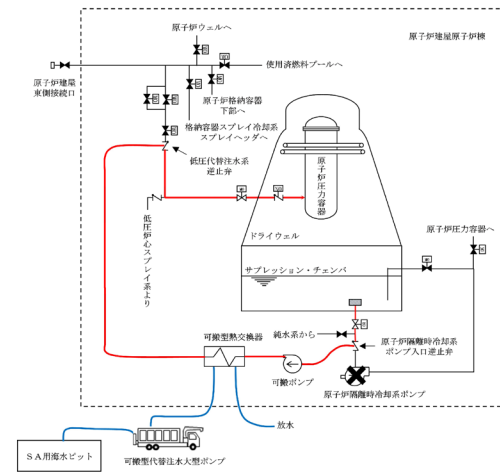 原子炉ウェルへ
原子炉建屋原子炉棟
使用済燃料プールへ
原子炉建屋
東側接続口
原子炉格納容器
下部へ
格納容器スプレイ冷却系
スプレイヘッダへ
低圧代替注水系
逆止弁
原子炉圧力容器
低圧炉心スプレイ系より
ドライウェル
原子炉圧力容器へ
サプレッション・チェンバ
純水系から
原子炉隔離時冷却系
ポンプ入口逆止弁
可搬型熱交換器
可搬ポンプ
原子炉隔離時冷却系ポンプ
放水
SA用海水ピット
可搬型代替注水大型ポンプ